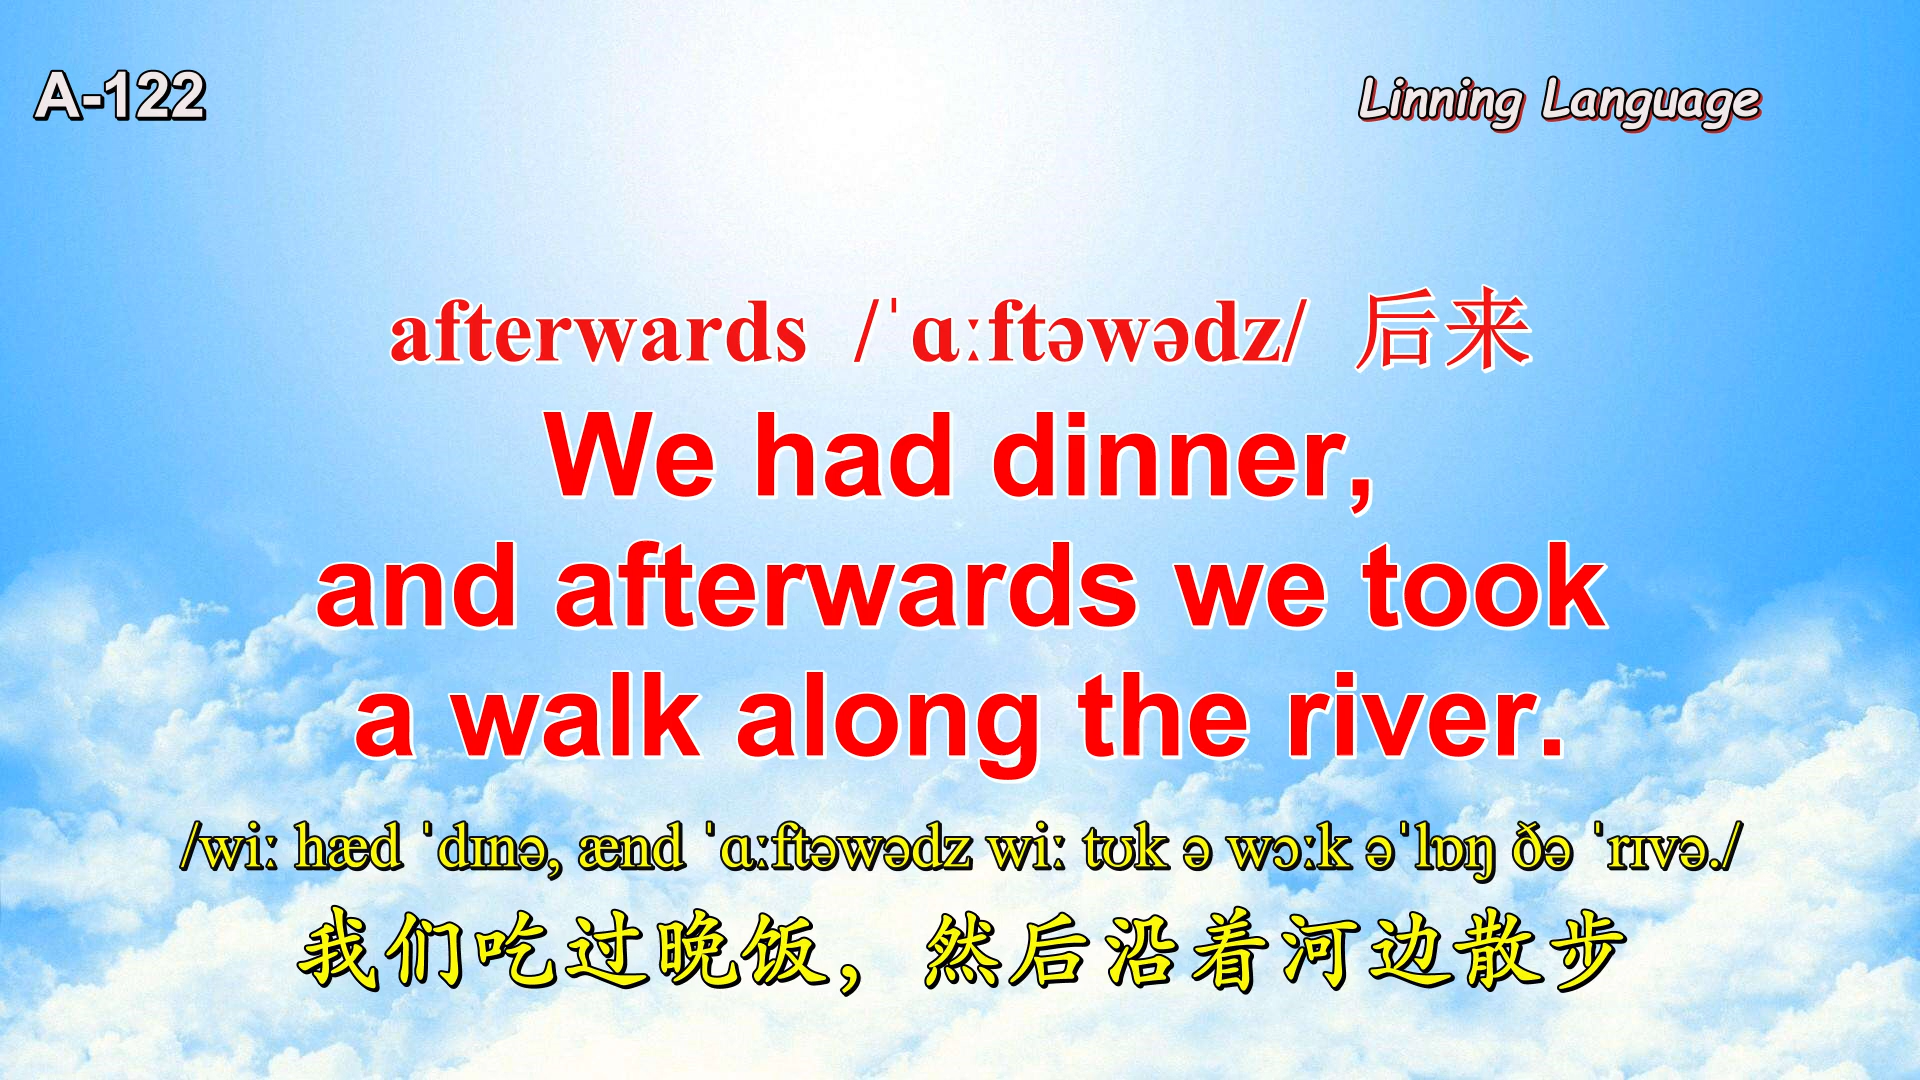 A-122
Linning Language
afterwards /ˈɑːftəwədz/ 后来
We had dinner,
and afterwards we took
a walk along the river.
/wiː hæd ˈdɪnə, ænd ˈɑːftəwədz wiː tʊk ə wɔːk əˈlɒŋ ðə ˈrɪvə./
我们吃过晚饭，然后沿着河边散步